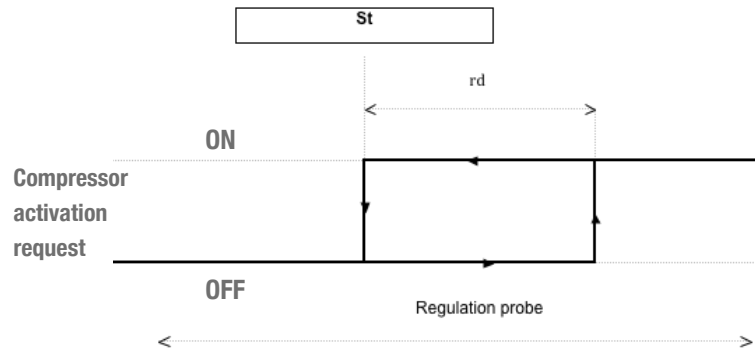 St
rd
ON
Compressor
activation
request
OFF
Regulation probe